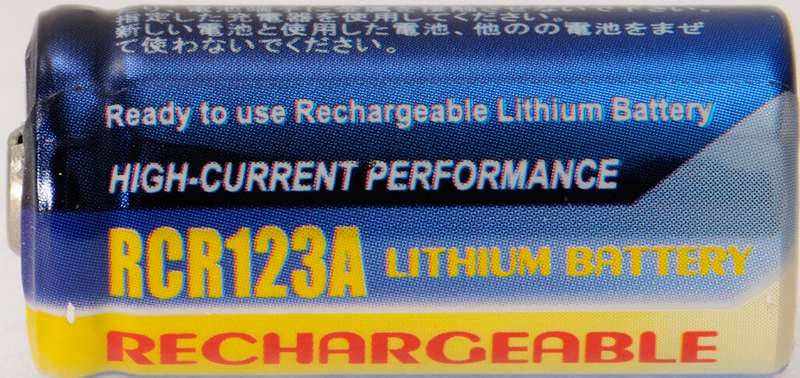 指定した充電器を使用してください。
新しい電池と使用した電池、他のの電池をまぜ
て使わないでください。
Ready to use Rechargeable Lithium Battery
HIGH-CURRENT PERFORMANCE
RCR123A LITHIUM BATTERY
RECHARGEABLE